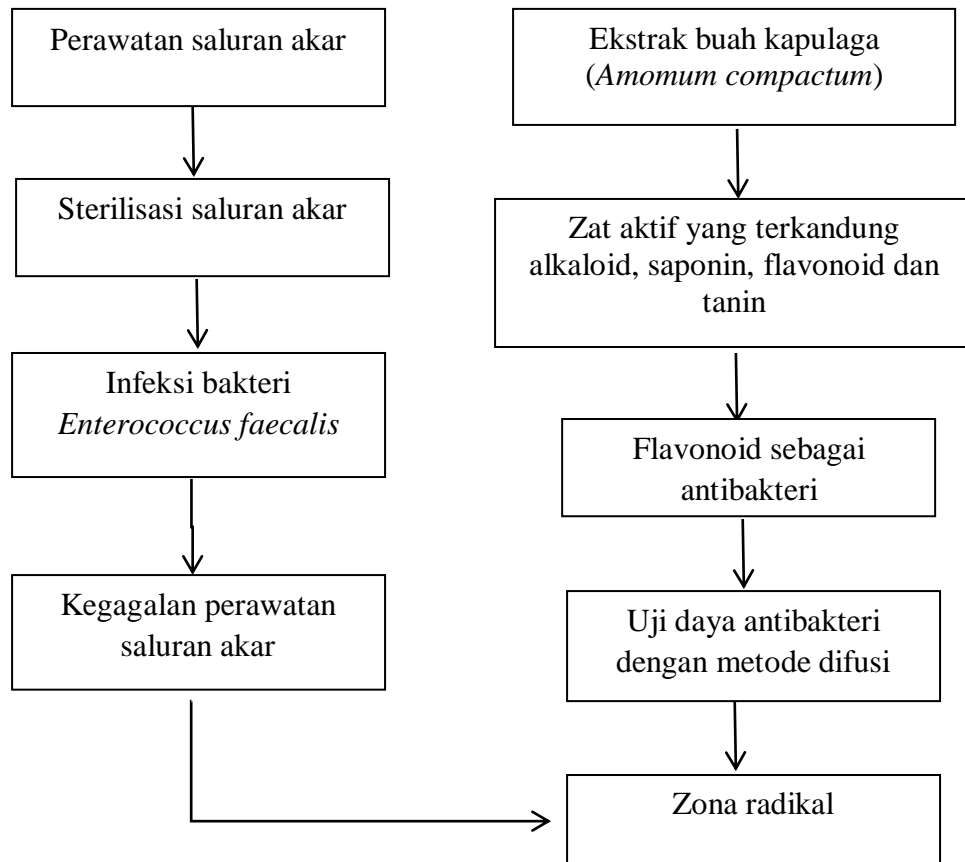 Perawatan saluran akar
Sterilisasi saluran akar
Infeksi bakteri
Enterococcus faecalis
Kegagalan perawatan
saluran akar
Ekstrak buah kapulaga
(Amomum compactum)
Zat aktif yang terkandung
alkaloid, saponin, flavonoid dan
tanin
Flavonoid sebagai
antibakteri
Uji daya antibakteri
dengan metode difusi
Zona radikal